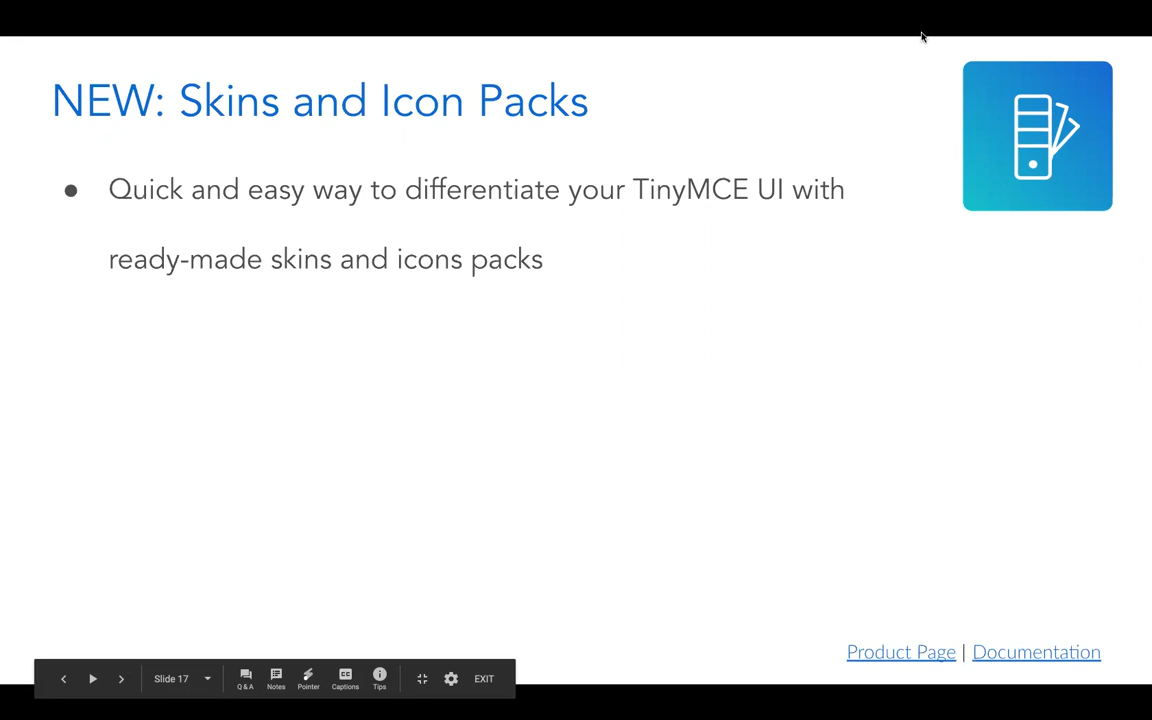 NEW: Skins and Icon Packs
● Quick and easy way to differentiate your TinyMCE UI with
ready-made skins and icons packs
Product Page | Documentation
Slide 17
Q & A
Notes
Pointer
Captions
Tips
EXIT